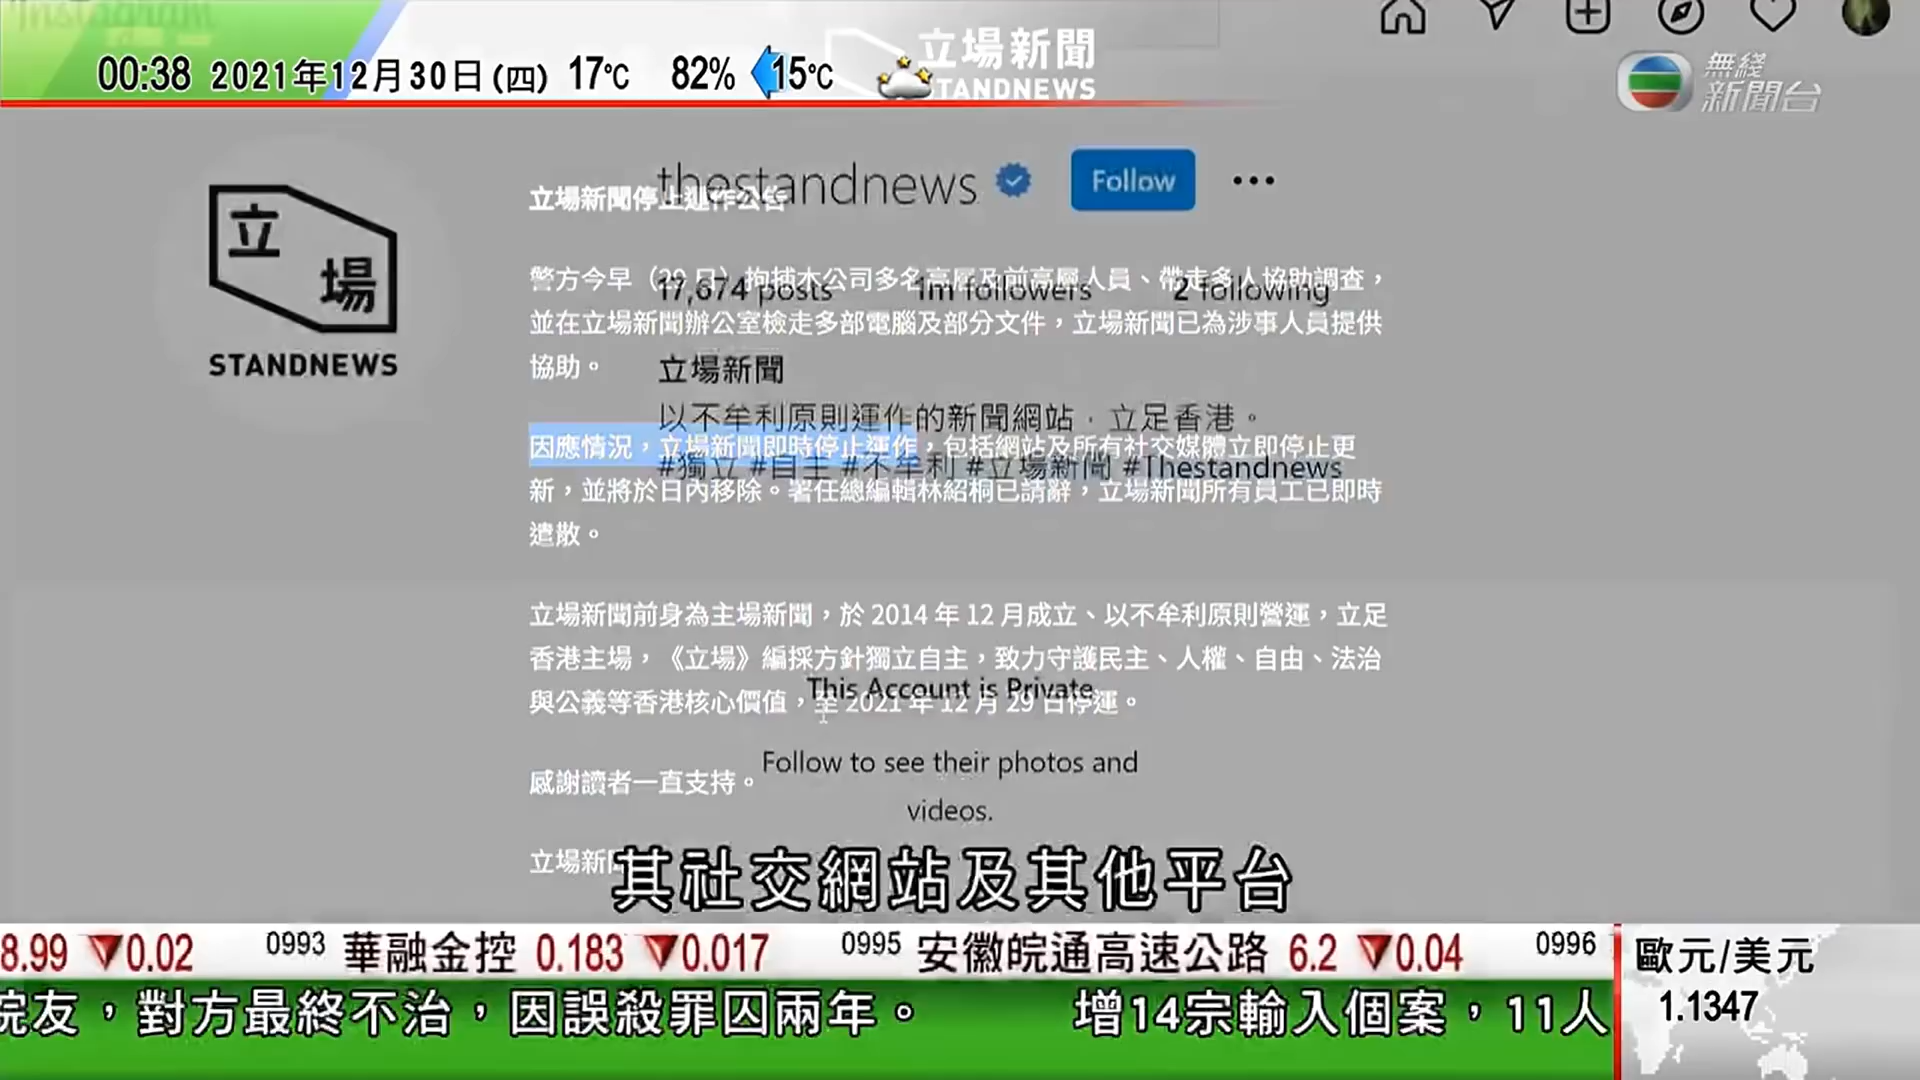 Instagram
00:38 2021年12月30日(四) 17℃ 82% 15℃
立場新聞
STANDNEWS
無綫
新聞台
立
場
STANDNEWS
thestandnews Follow
17,674 posts 1m followers 2 following
立場新聞
以不牟利原則運作的新聞網站，立足香港。
#獨立 #自主 #不牟利 #立場新聞 #Thestandnews
This Account is Private
Follow to see their photos and
videos.
立場新聞停止運作公告
警方今早（29 日）拘捕本公司多名高層及前高層人員、帶走多人協助調查，
並在立場新聞辦公室檢走多部電腦及部分文件，立場新聞已為涉事人員提供
協助。
因應情況，立場新聞即時停止運作，包括網站及所有社交媒體立即停止更
新，並將於日內移除。署任總編輯林紹桐已請辭，立場新聞所有員工已即時
遣散。
立場新聞前身為主場新聞，於 2014 年 12 月成立、以不牟利原則營運，立足
香港主場，《立場》編採方針獨立自主，致力守護民主、人權、自由、法治
與公義等香港核心價值，至 2021 年 12 月 29 日停運。
感謝讀者一直支持。
立場新聞
其社交網站及其他平台
8.99 ▼0.02 0993 華融金控 0.183 ▼0.017 0995 安徽皖通高速公路 6.2 ▼0.04 0996
院友，對方最終不治，因誤殺罪囚兩年。 增14宗輸入個案，11人
歐元/美元
1.1347